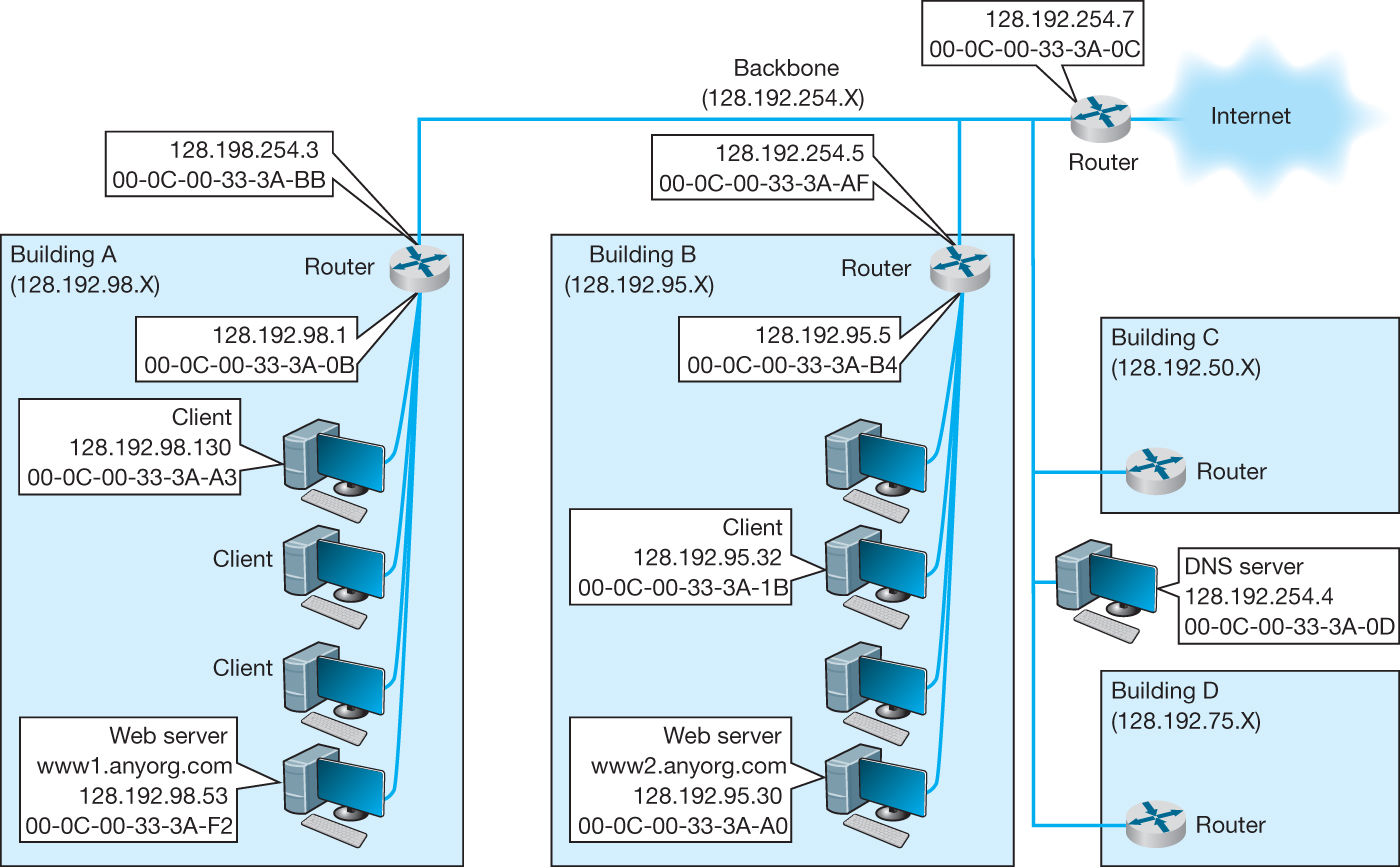 128.192.254.7
00-0C-00-33-3A-0C
Backbone
(128.192.254.X)
Internet
Router
128.198.254.3
00-0C-00-33-3A-BB
128.192.254.5
00-0C-00-33-3A-AF
Building A
(128.192.98.X)
Router
128.192.98.1
00-0C-00-33-3A-0B
Client
128.192.98.130
00-0C-00-33-3A-A3
Client
Client
Web server
www1.anyorg.com
128.192.98.53
00-0C-00-33-3A-F2
Building B
(128.192.95.X)
Router
128.192.95.5
00-0C-00-33-3A-B4
Client
128.192.95.32
00-0C-00-33-3A-1B
Web server
www2.anyorg.com
128.192.95.30
00-0C-00-33-3A-A0
Building C
(128.192.50.X)
Router
DNS server
128.192.254.4
00-0C-00-33-3A-0D
Building D
(128.192.75.X)
Router